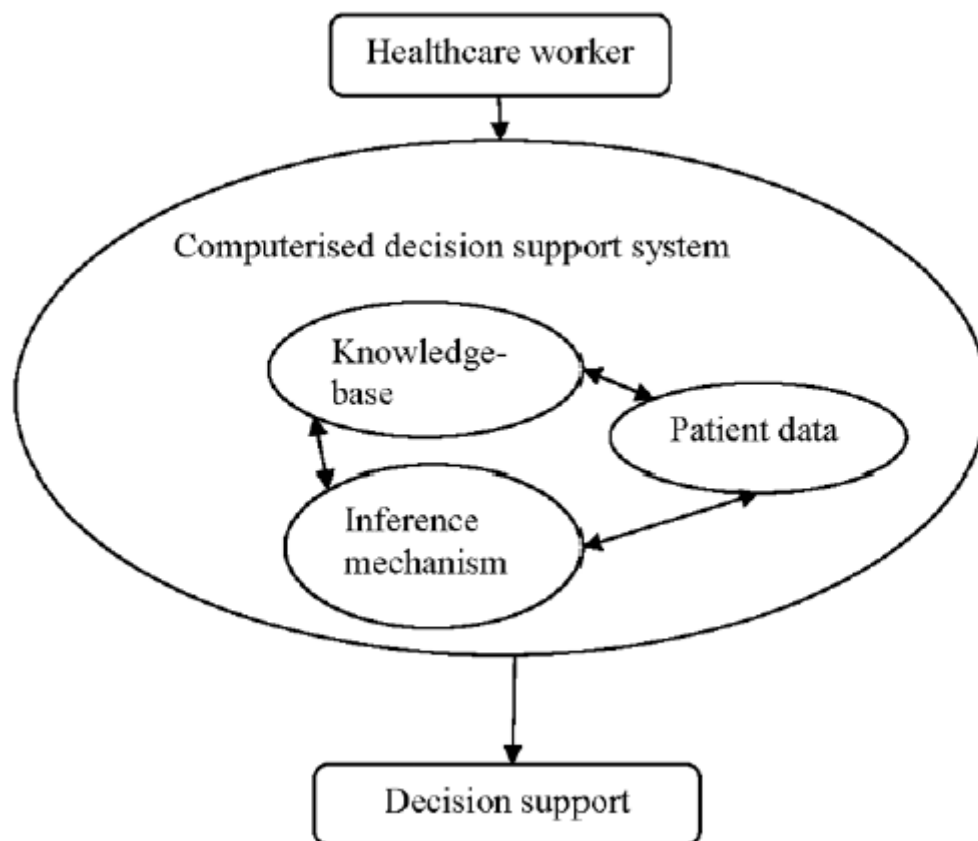 Healthcare worker
Computerised decision support system
Knowledge-
base
Patient data
Inference
mechanism
Decision support